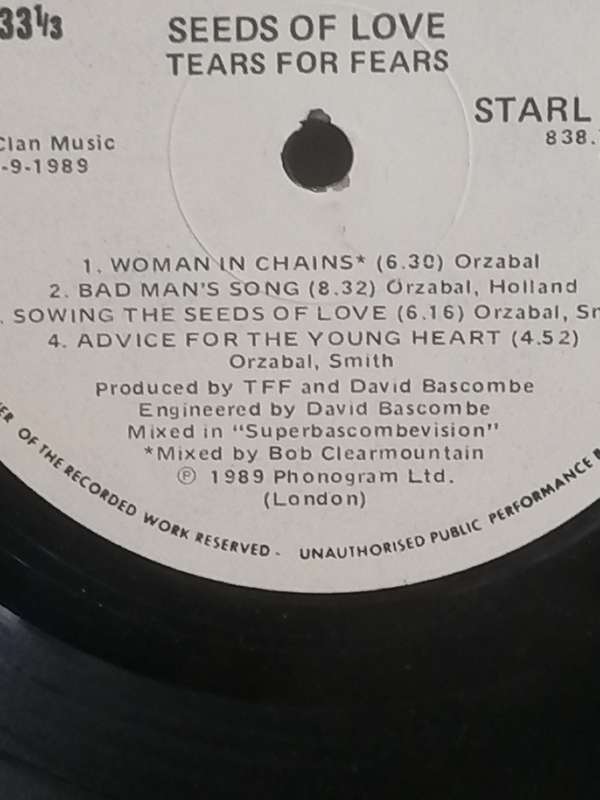 33⅓
SEEDS OF LOVE
TEARS FOR FEARS
STARL
838.
Clan Music
-9-1989
1. WOMAN IN CHAINS* (6.30) Orzabal
2. BAD MAN'S SONG (8.32) Orzabal, Holland
. SOWING THE SEEDS OF LOVE (6.16) Orzabal, Sm
4. ADVICE FOR THE YOUNG HEART (4.52)
Orzabal, Smith
Produced by TFF and David Bascombe
Engineered by David Bascombe
Mixed in "Superbascombevision"
*Mixed by Bob Clearmountain
Ⓟ 1989 Phonogram Ltd.
(London)
ER OF THE RECORDED WORK RESERVED - UNAUTHORISED PUBLIC PERFORMANCE